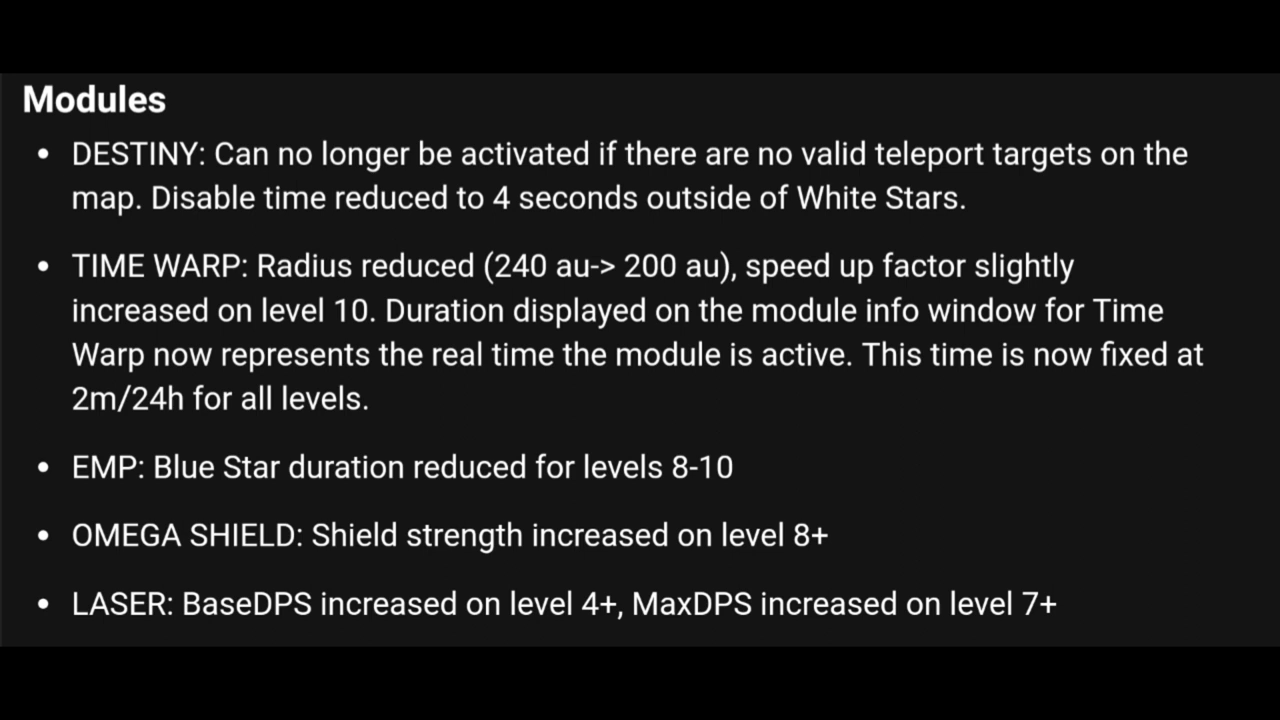 Modules
• DESTINY: Can no longer be activated if there are no valid teleport targets on the
map. Disable time reduced to 4 seconds outside of White Stars.
• TIME WARP: Radius reduced (240 au-> 200 au), speed up factor slightly
increased on level 10. Duration displayed on the module info window for Time
Warp now represents the real time the module is active. This time is now fixed at
2m/24h for all levels.
• EMP: Blue Star duration reduced for levels 8-10
• OMEGA SHIELD: Shield strength increased on level 8+
• LASER: BaseDPS increased on level 4+, MaxDPS increased on level 7+